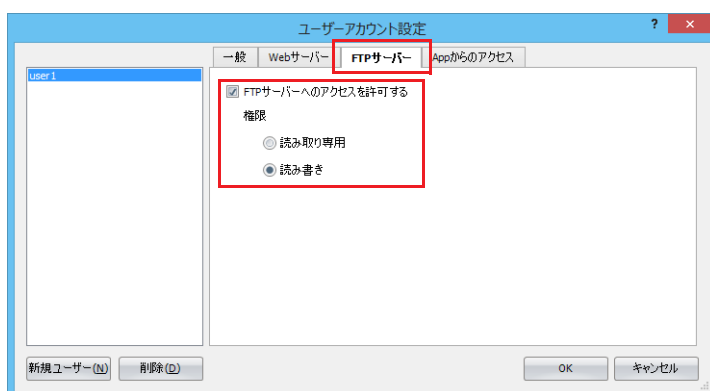 ユーザーアカウント設定
? ×
一般 Webサーバー FTPサーバー Appからのアクセス
user1
FTPサーバーへのアクセスを許可する
権限
読み取り専用
読み書き
新規ユーザー(N) 削除(D) OK キャンセル